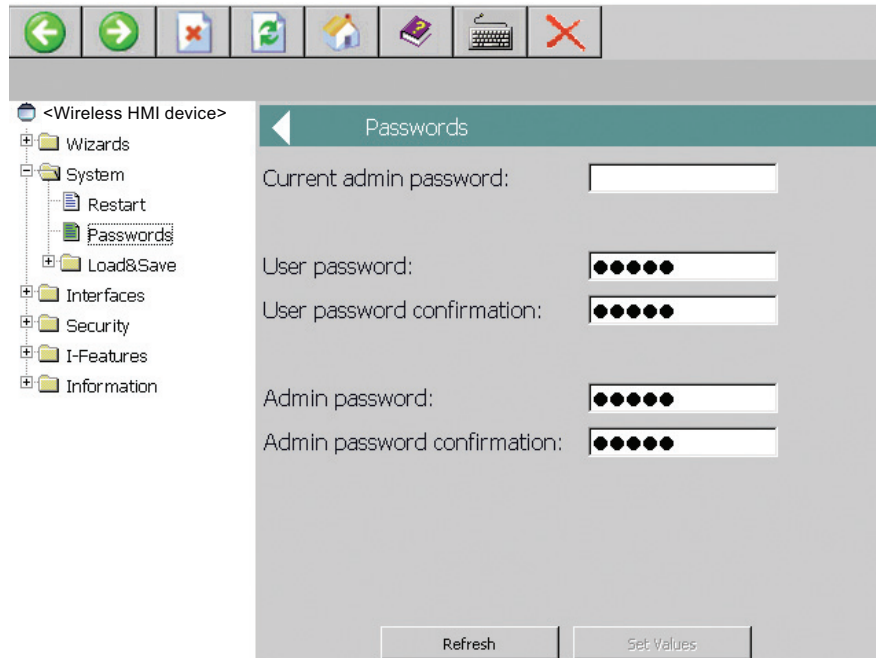 <Wireless HMI device>
Wizards
System
Restart
Passwords
Load&Save
Interfaces
Security
I-Features
Information
Passwords
Current admin password:
User password:
User password confirmation:
Admin password:
Admin password confirmation:
Refresh
Set Values